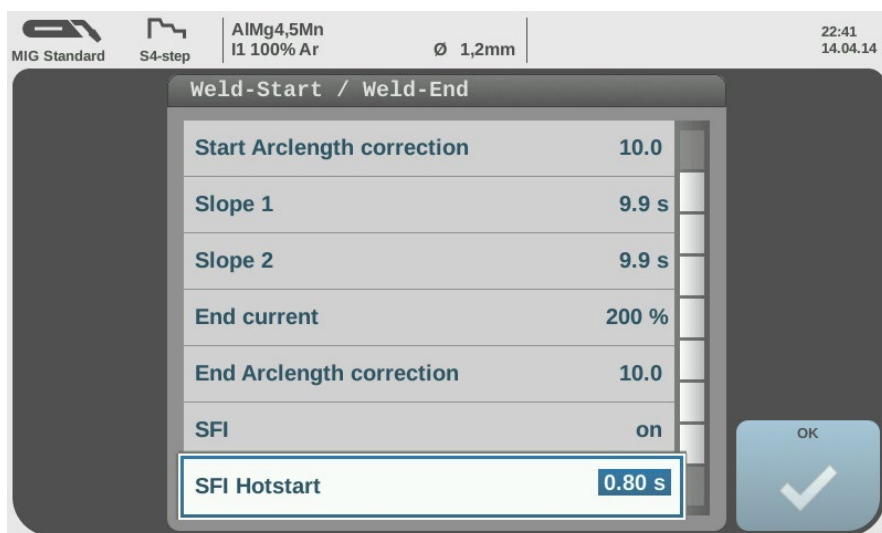 MIG Standard
S4-step
AlMg4,5Mn
I1 100% Ar Ø 1,2mm
22:41
14.04.14
Weld-Start / Weld-End
Start Arclength correction 10.0
Slope 1 9.9 s
Slope 2 9.9 s
End current 200 %
End Arclength correction 10.0
SFI on
SFI Hotstart 0.80 s
OK